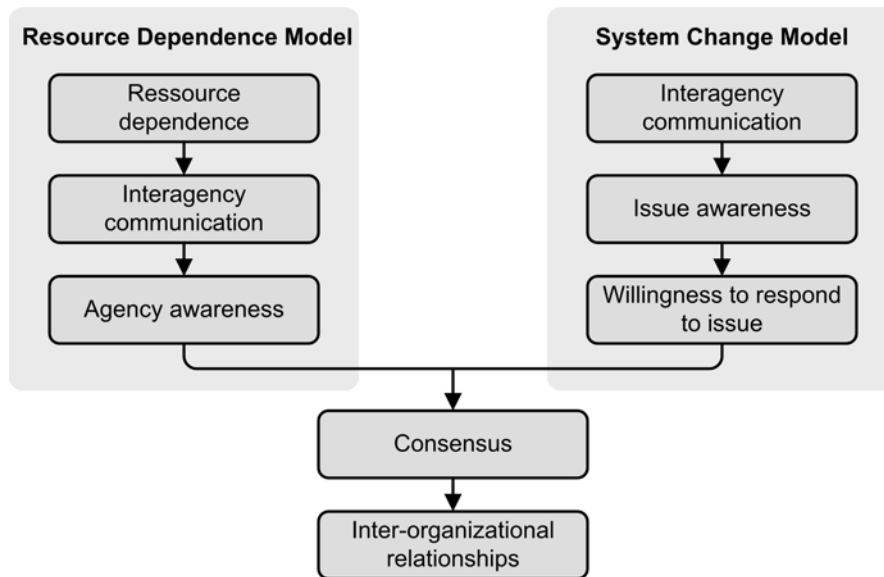 Resource Dependence Model
Ressource
dependence
Interagency
communication
Agency awareness
System Change Model
Interagency
communication
Issue awareness
Willingness to respond
to issue
Consensus
Inter-organizational
relationships